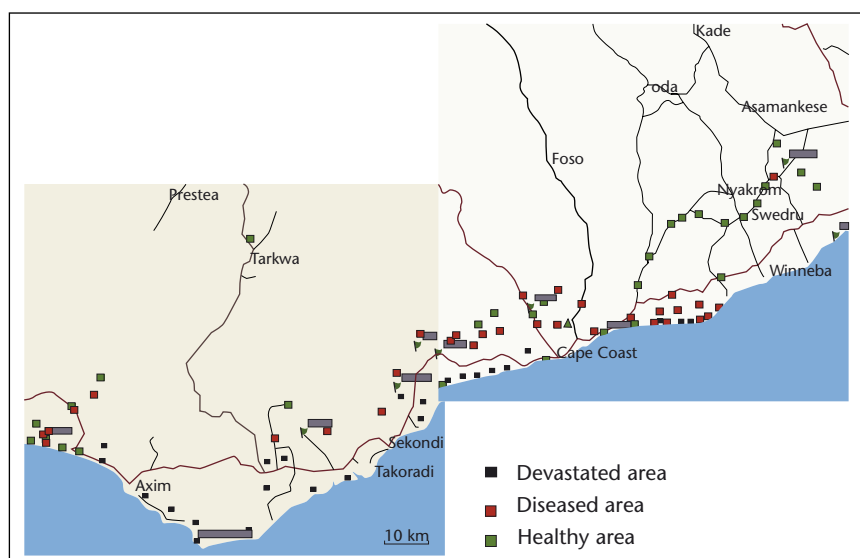 Kade
oda
Asamankese
Foso
Prestea
Nyakrom
Swedru
Tarkwa
Winneba
Cape Coast
Sekondi
Takoradi
Axim
10 km
Devastated area
Diseased area
Healthy area